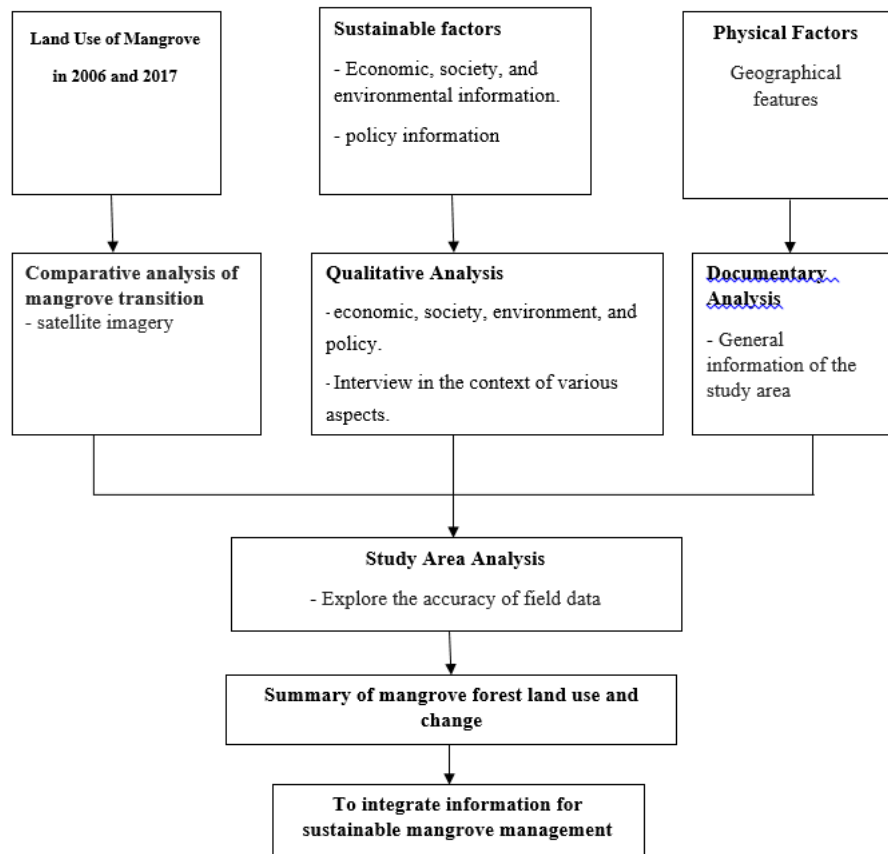 Land Use of Mangrove
in 2006 and 2017
Sustainable factors
- Economic, society, and
environmental information.
- policy information
Physical Factors
Geographical
features
Comparative analysis of
mangrove transition
- satellite imagery
Qualitative Analysis
- economic, society, environment, and
policy.
- Interview in the context of various
aspects.
Documentary
Analysis
- General
information of the
study area
Study Area Analysis
- Explore the accuracy of field data
Summary of mangrove forest land use and
change
To integrate information for
sustainable mangrove management